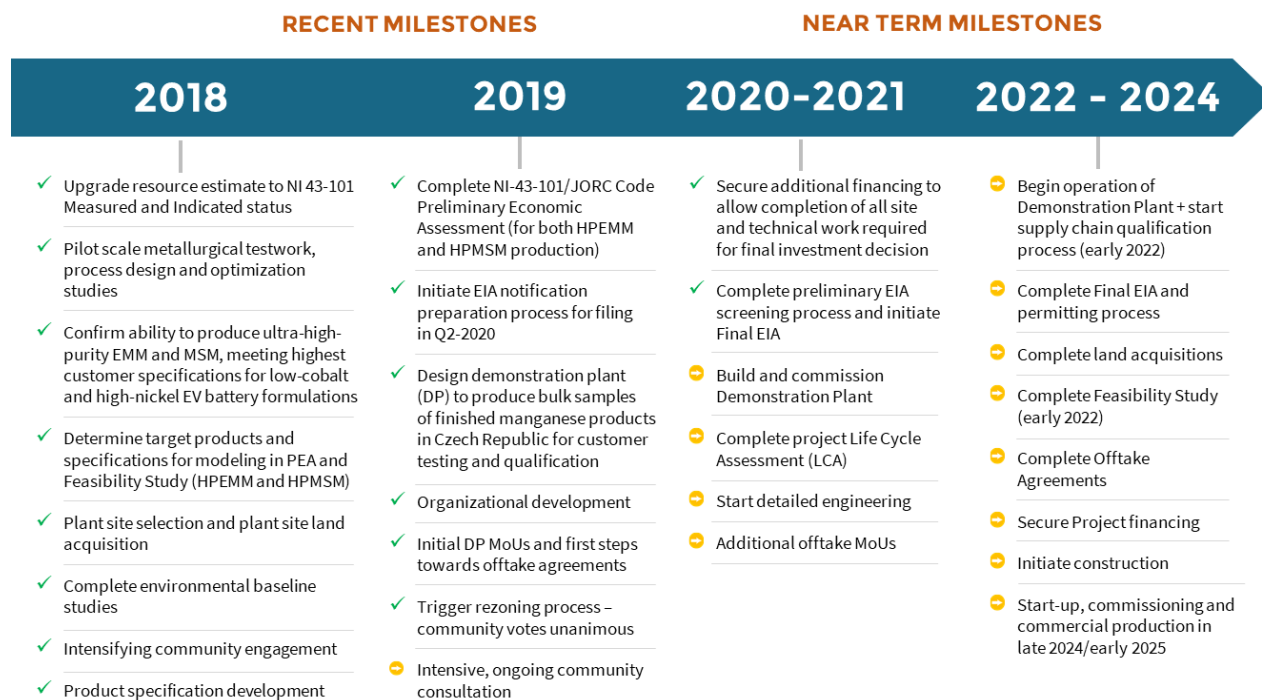 RECENT MILESTONES
NEAR TERM MILESTONES
2018
2019
2020-2021
2022 - 2024
Upgrade resource estimate to NI 43-101
Measured and Indicated status
Pilot scale metallurgical testwork,
process design and optimization
studies
Confirm ability to produce ultra-high-
purity EMM and MSM, meeting highest
customer specifications for low-cobalt
and high-nickel EV battery formulations
Determine target products and
specifications for modeling in PEA and
Feasibility Study (HPEMM and HPMSM)
Plant site selection and plant site land
acquisition
Complete environmental baseline
studies
Intensifying community engagement
Product specification development
Complete NI-43-101/JORC Code
Preliminary Economic
Assessment (for both HPEMM
and HPMSM production)
Initiate EIA notification
preparation process for filing
in Q2-2020
Design demonstration plant
(DP) to produce bulk samples
of finished manganese products
in Czech Republic for customer
testing and qualification
Organizational development
Initial DP MoUs and first steps
towards offtake agreements
Trigger rezoning process –
community votes unanimous
Intensive, ongoing community
consultation
Secure additional financing to
allow completion of all site
and technical work required
for final investment decision
Complete preliminary EIA
screening process and initiate
Final EIA
Build and commission
Demonstration Plant
Complete project Life Cycle
Assessment (LCA)
Start detailed engineering
Additional offtake MoUs
Begin operation of
Demonstration Plant + start
supply chain qualification
process (early 2022)
Complete Final EIA and
permitting process
Complete land acquisitions
Complete Feasibility Study
(early 2022)
Complete Offtake
Agreements
Secure Project financing
Initiate construction
Start-up, commissioning and
commercial production in
late 2024/early 2025